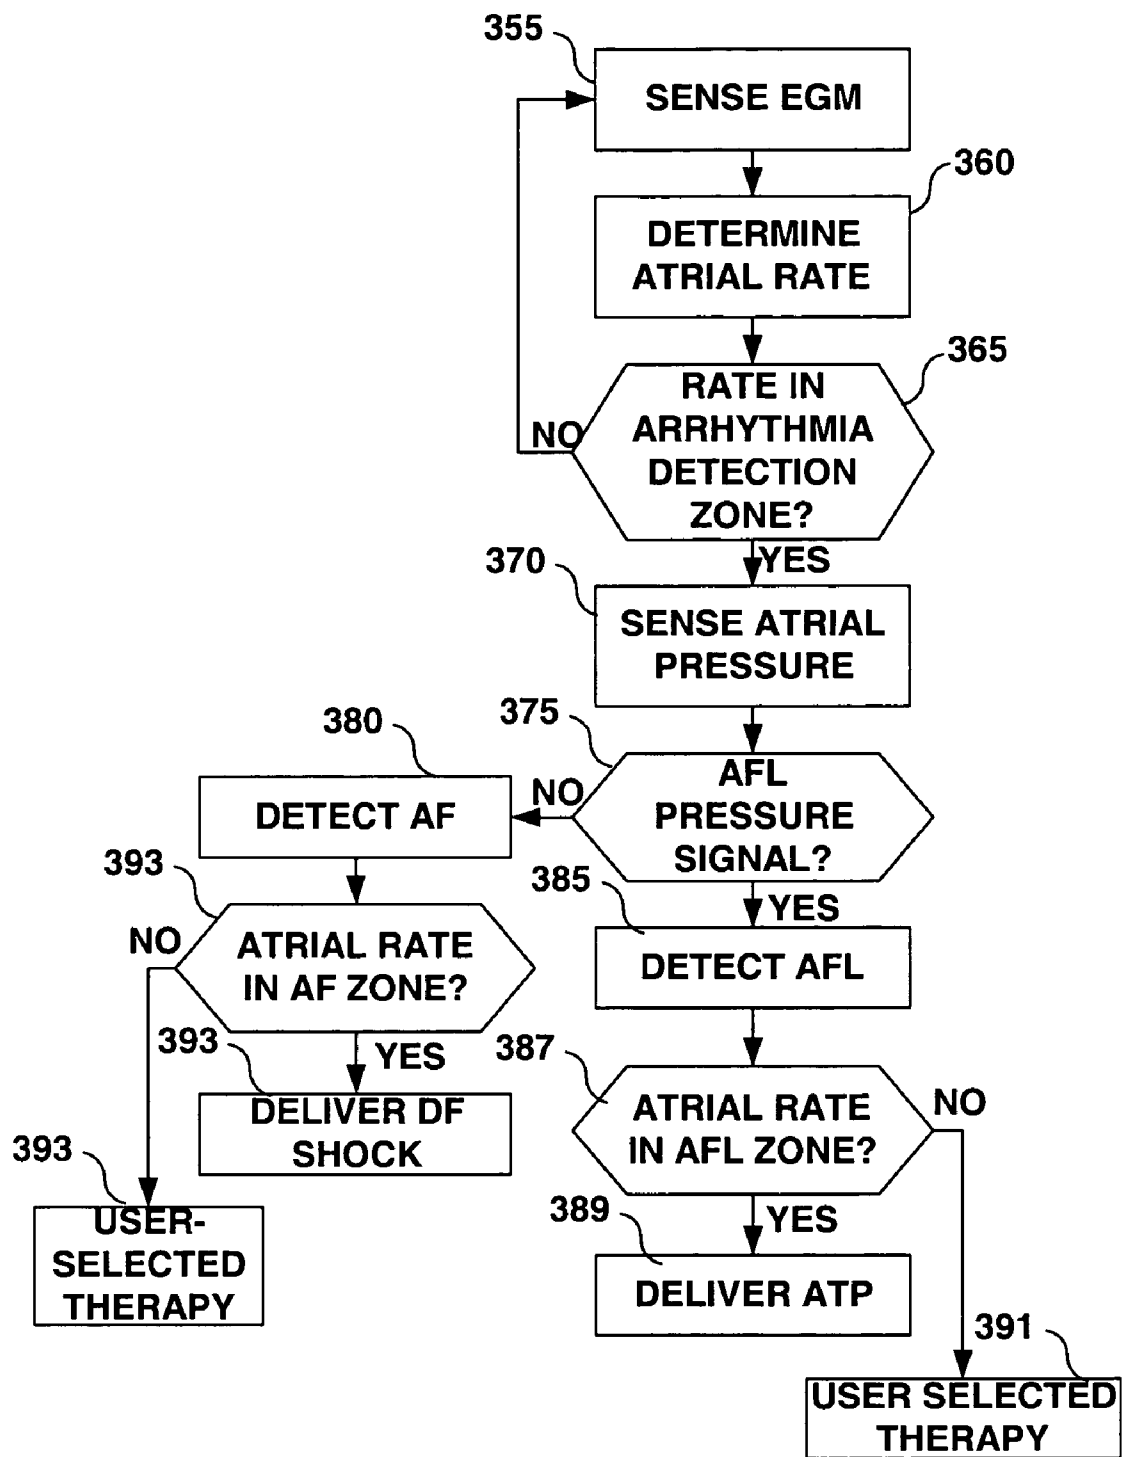 355
SENSE EGM
360
DETERMINE
ATRIAL RATE
365
RATE IN
ARRHYTHMIA
DETECTION
ZONE?
NO
YES
370
SENSE ATRIAL
PRESSURE
375
AFL
PRESSURE
SIGNAL?
NO
YES
380
DETECT AF
393
ATRIAL RATE
IN AF ZONE?
NO
YES
393
DELIVER DF
SHOCK
393
USER-
SELECTED
THERAPY
385
DETECT AFL
387
ATRIAL RATE
IN AFL ZONE?
NO
YES
389
DELIVER ATP
391
USER SELECTED
THERAPY